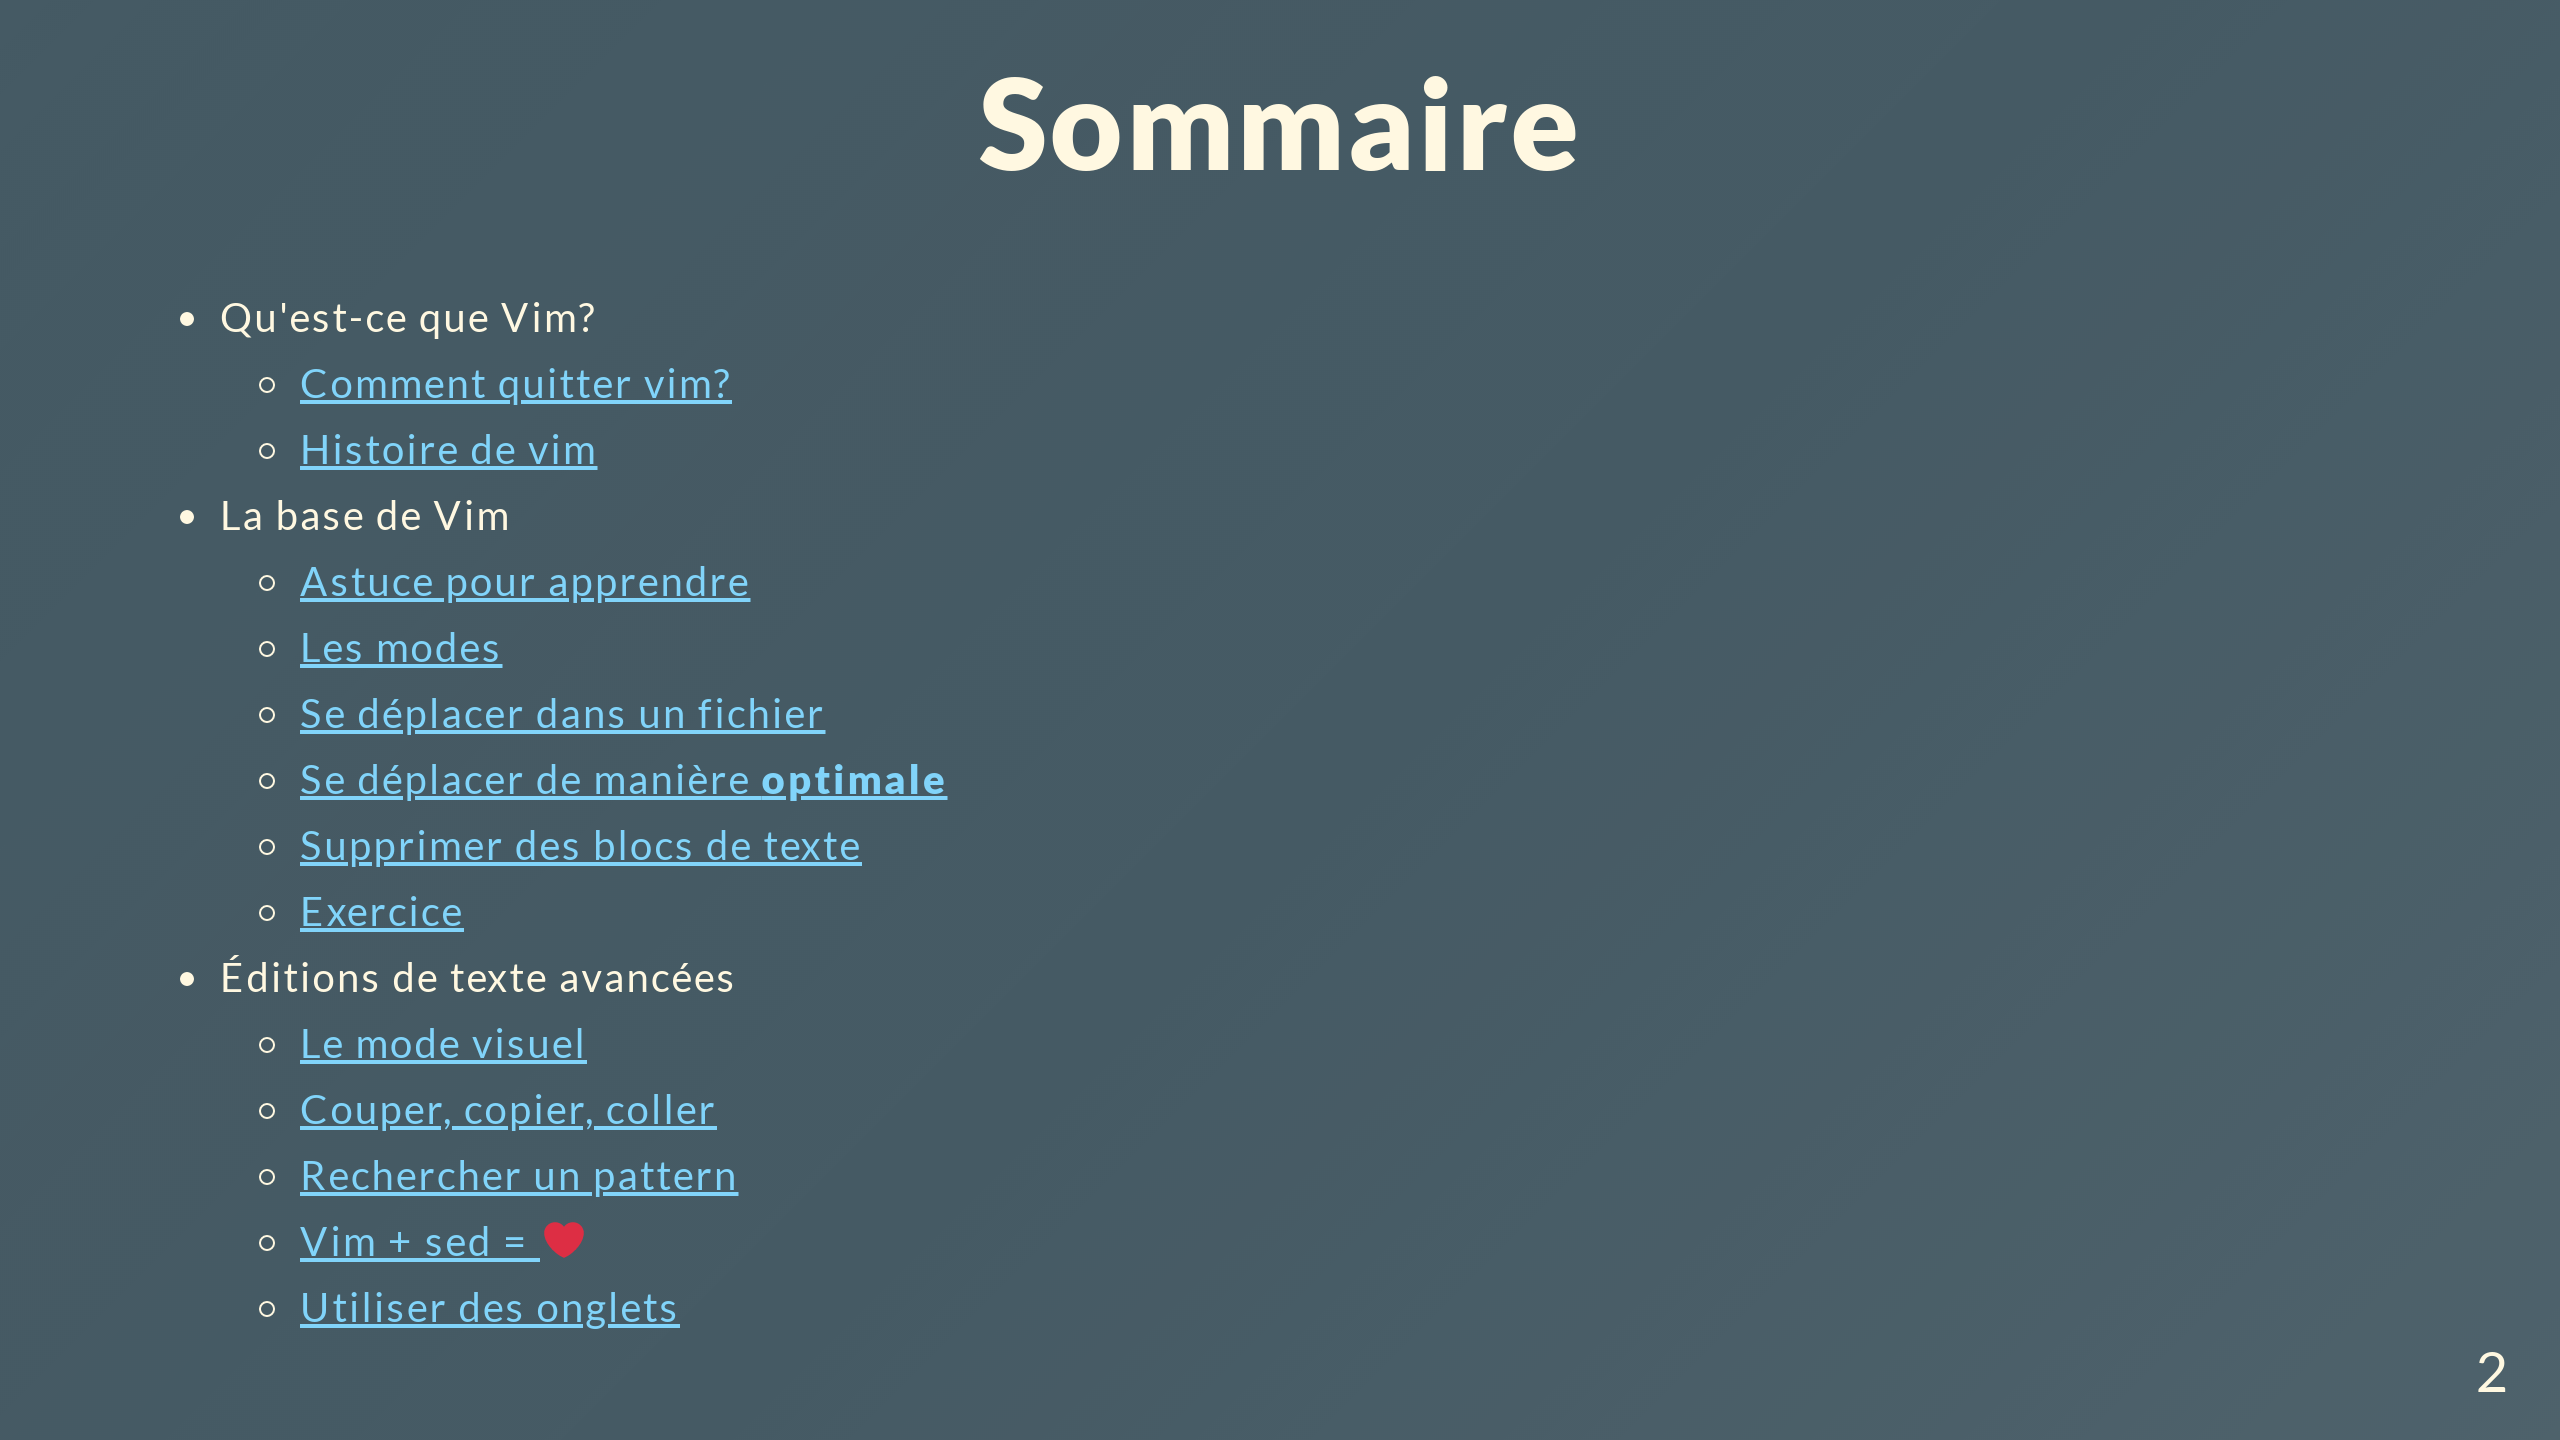 Sommaire
Qu'est-ce que Vim?
Comment quitter vim?
Histoire de vim
La base de Vim
Astuce pour apprendre
Les modes
Se déplacer dans un fichier
Se déplacer de manière optimale
Supprimer des blocs de texte
Exercice
Éditions de texte avancées
Le mode visuel
Couper, copier, coller
Rechercher un pattern
Vim + sed = ❤️
Utiliser des onglets
2